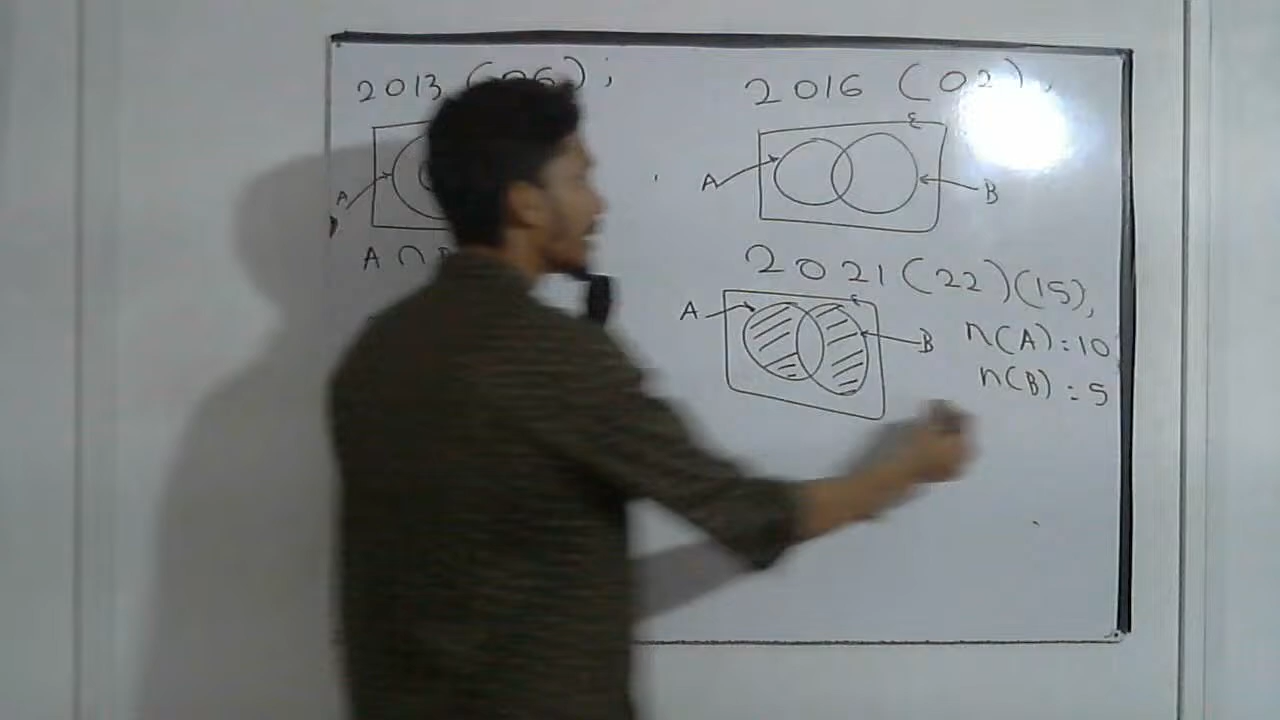 2013 (06);
A
A ∩
2016 (02),
ε
A
B
2021 (22)(15),
ε
A
B
n(A) = 10
n(B) = 5